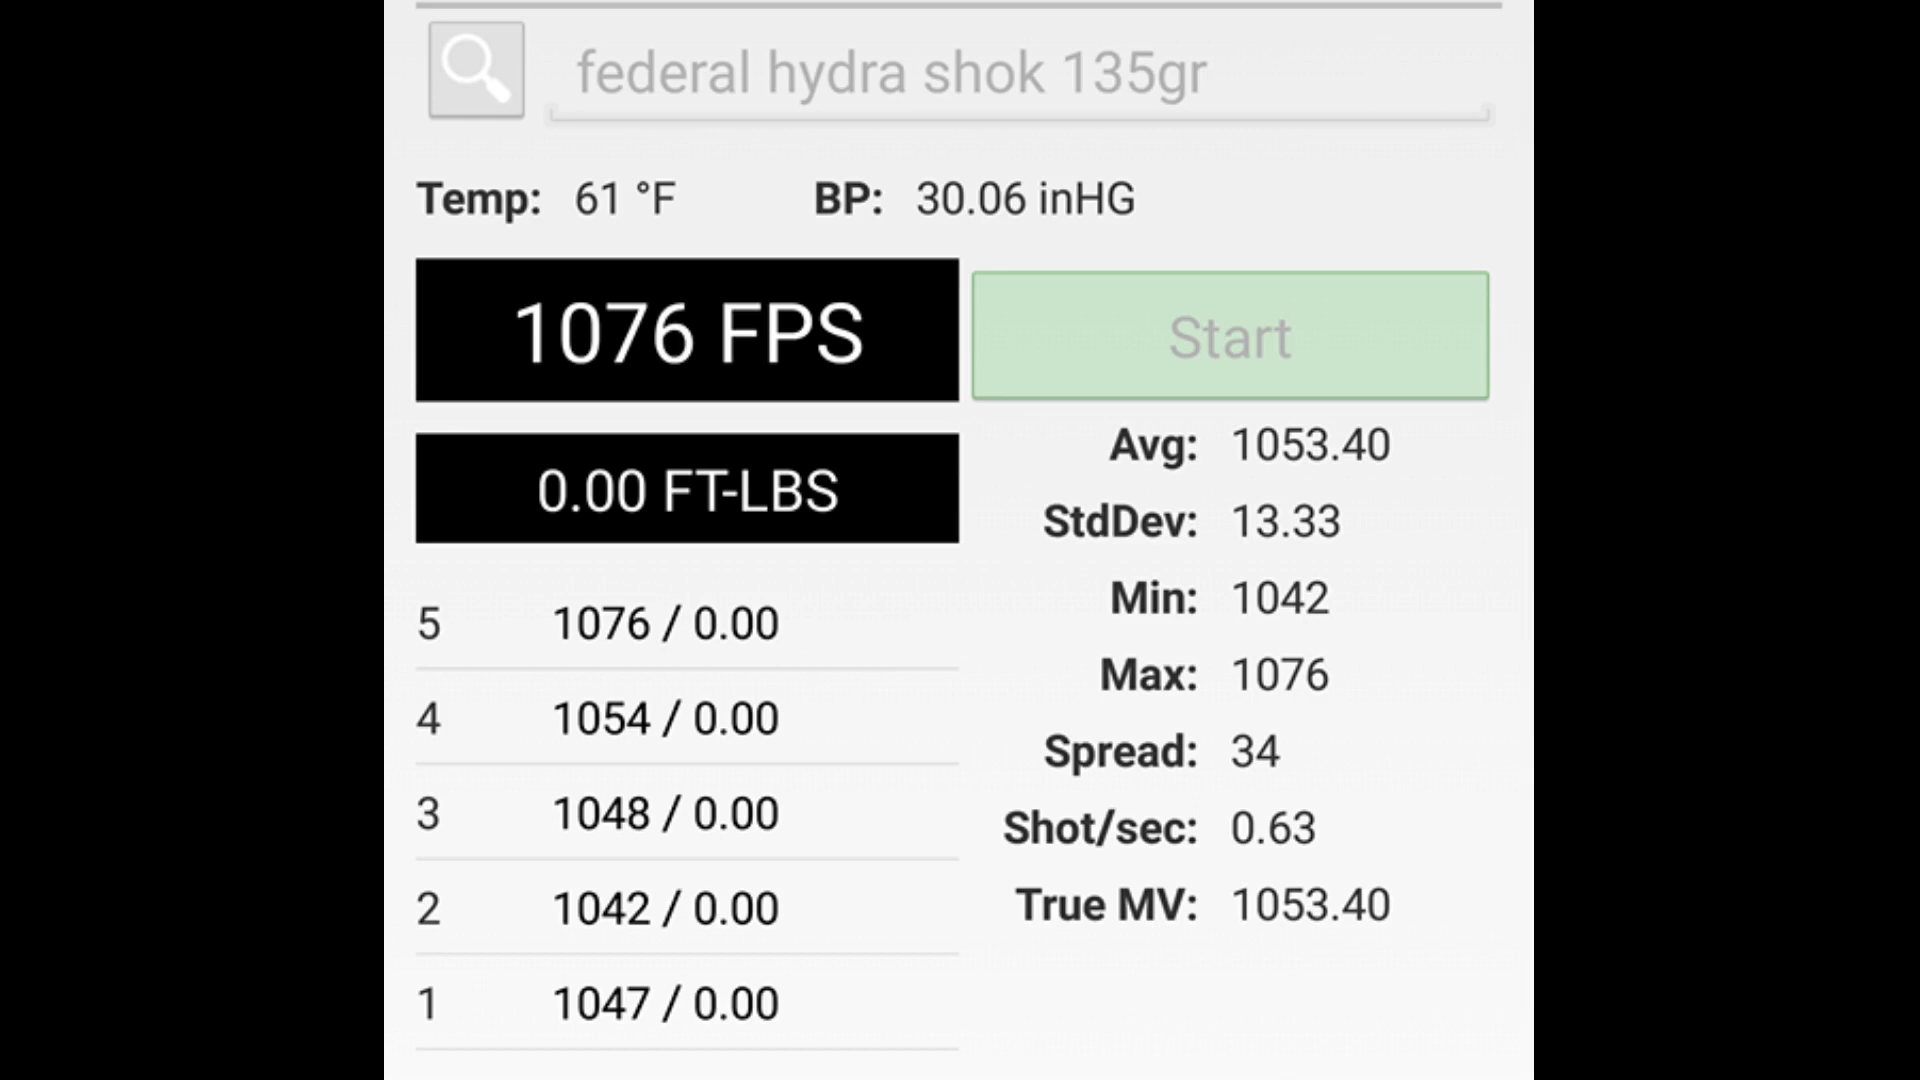 federal hydra shok 135gr
Temp: 61 °F BP: 30.06 inHG
1076 FPS
Start
0.00 FT-LBS
Avg: 1053.40
StdDev: 13.33
Min: 1042
Max: 1076
Spread: 34
Shot/sec: 0.63
True MV: 1053.40
5 1076 / 0.00
4 1054 / 0.00
3 1048 / 0.00
2 1042 / 0.00
1 1047 / 0.00